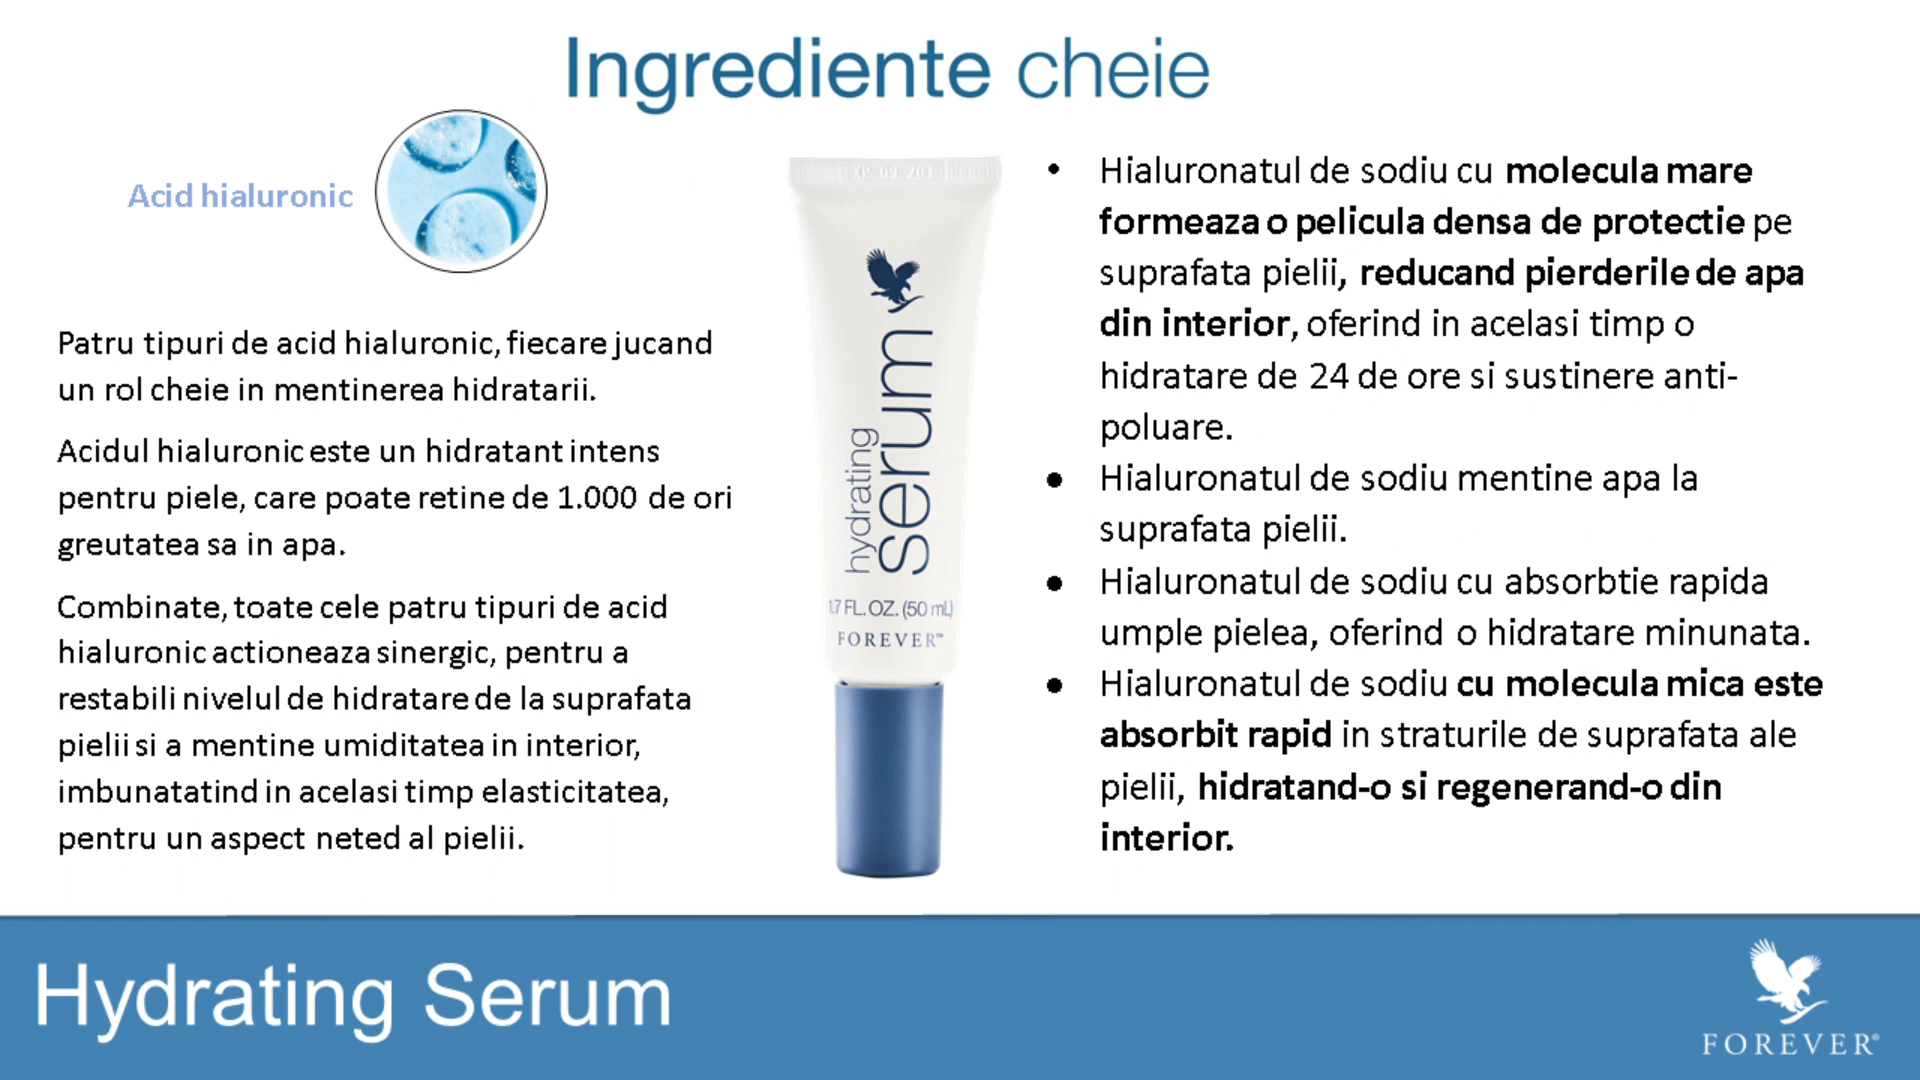 Ingrediente cheie
Acid hialuronic
Patru tipuri de acid hialuronic, fiecare jucand
un rol cheie in mentinerea hidratarii.
Acidul hialuronic este un hidratant intens
pentru piele, care poate retine de 1.000 de ori
greutatea sa in apa.
Combinate, toate cele patru tipuri de acid
hialuronic actioneaza sinergic, pentru a
restabili nivelul de hidratare de la suprafata
pielii si a mentine umiditatea in interior,
imbunatatind in acelasi timp elasticitatea,
pentru un aspect neted al pielii.
hydrating
serum
1.7 FL. OZ. (50 mL)
FOREVER™
• Hialuronatul de sodiu cu molecula mare
formeaza o pelicula densa de protectie pe
suprafata pielii, reducand pierderile de apa
din interior, oferind in acelasi timp o
hidratare de 24 de ore si sustinere anti-
poluare.
• Hialuronatul de sodiu mentine apa la
suprafata pielii.
• Hialuronatul de sodiu cu absorbtie rapida
umple pielea, oferind o hidratare minunata.
• Hialuronatul de sodiu cu molecula mica este
absorbit rapid in straturile de suprafata ale
pielii, hidratand-o si regenerand-o din
interior.
Hydrating Serum
FOREVER®